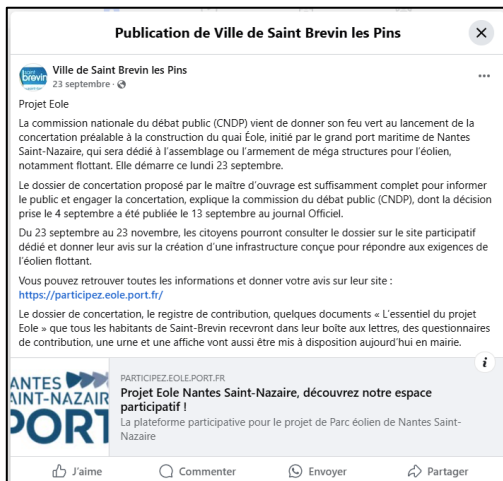 Publication de Ville de Saint Brevin les Pins
saint
brevin
Ville de Saint Brevin les Pins
23 septembre ·
Projet Eole
La commission nationale du débat public (CNDP) vient de donner son feu vert au lancement de la
concertation préalable à la construction du quai Éole, initié par le grand port maritime de Nantes
Saint-Nazaire, qui sera dédié à l'assemblage ou l'armement de méga structures pour l'éolien,
notamment flottant. Elle démarre ce lundi 23 septembre.
Le dossier de concertation proposé par le maître d'ouvrage est suffisamment complet pour informer
le public et engager la concertation, explique la commission du débat public (CNDP), dont la décision
prise le 4 septembre a été publiée le 13 septembre au journal Officiel.
Du 23 septembre au 23 novembre, les citoyens pourront consulter le dossier sur le site participatif
dédié et donner leur avis sur la création d'une infrastructure conçue pour répondre aux exigences de
l'éolien flottant.
Vous pouvez retrouver toutes les informations et donner votre avis sur leur site :
https://participez.eole.port.fr/
Le dossier de concertation, le registre de contribution, quelques documents « L'essentiel du projet
Eole » que tous les habitants de Saint-Brevin recevront dans leur boîte aux lettres, des questionnaires
de contribution, une urne et une affiche vont aussi être mis à disposition aujourd'hui en mairie.
ANTES
AINT-NAZAIR
PORT
PARTICIPEZ.EOLE.PORT.FR
Projet Eole Nantes Saint-Nazaire, découvrez notre espace
participatif !
La plateforme participative pour le projet de Parc éolien de Nantes Saint-
Nazaire
J'aime
Commenter
Envoyer
Partager